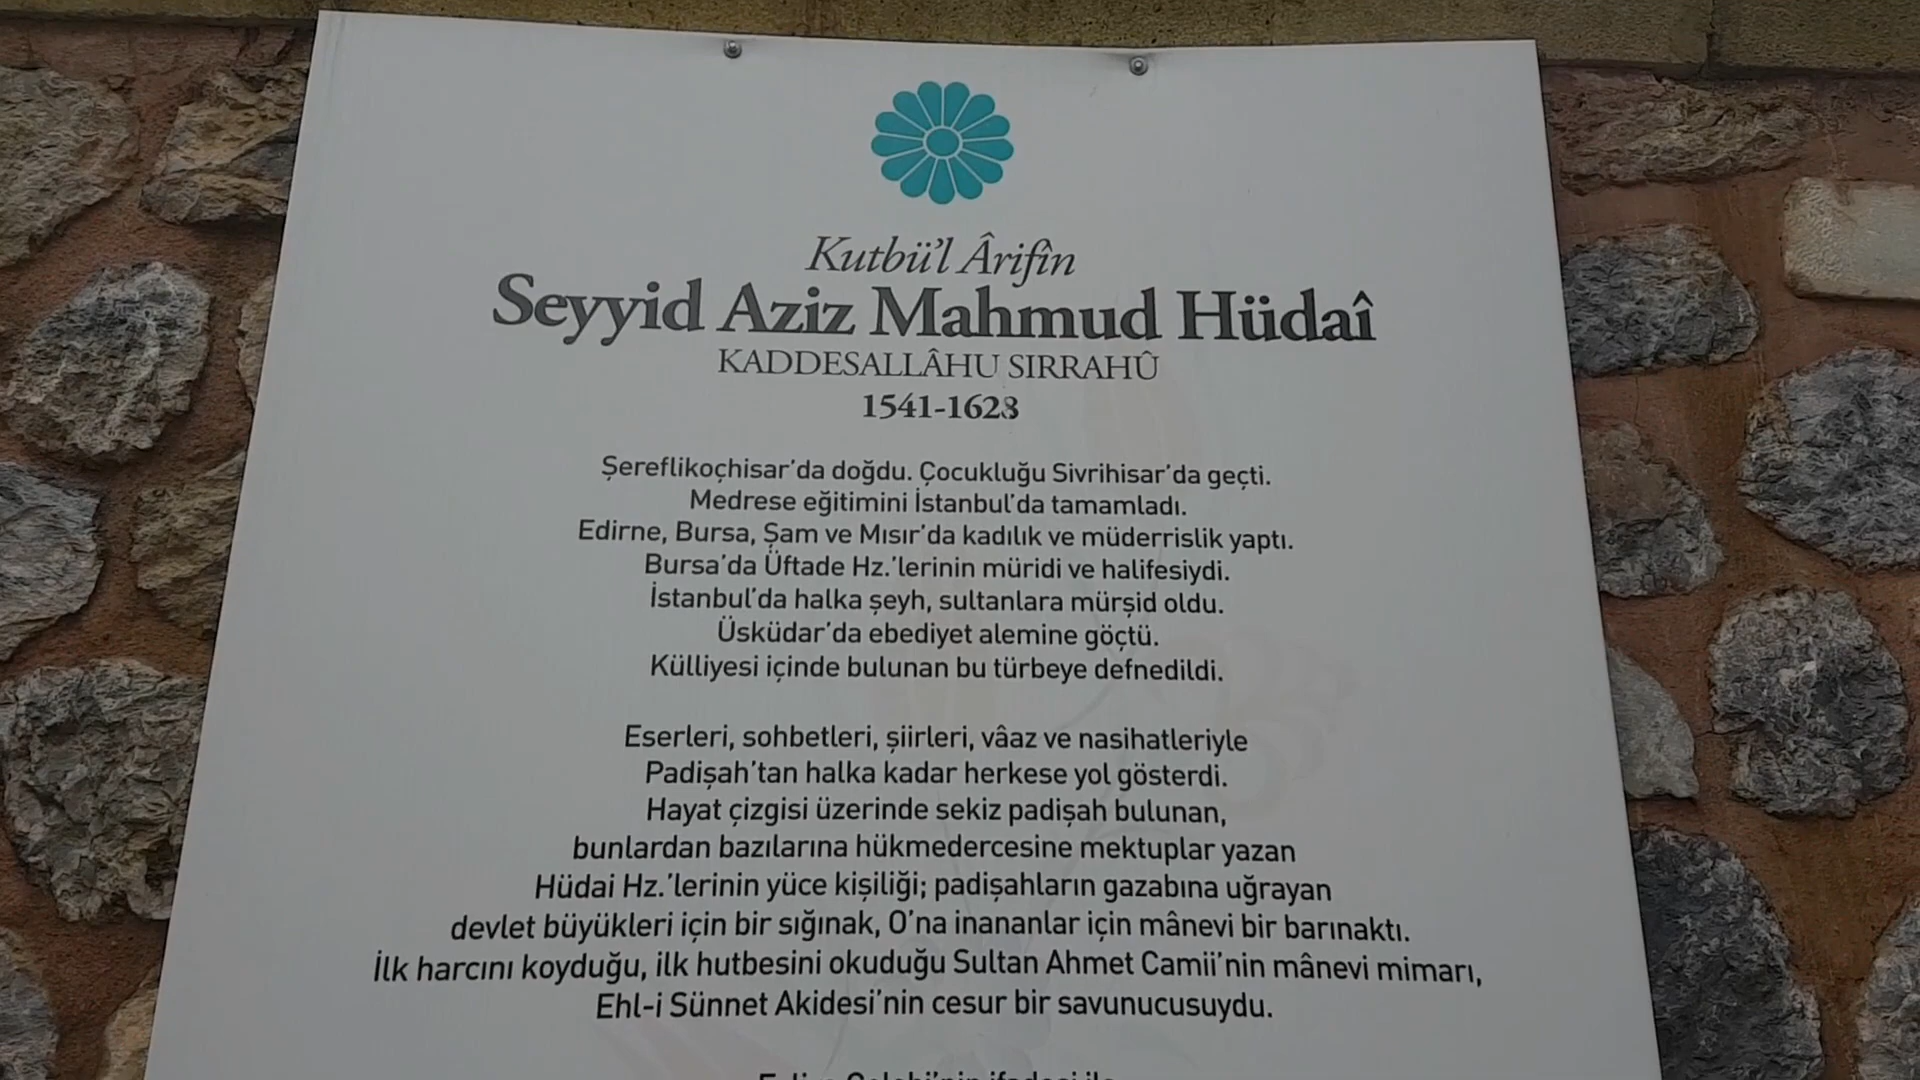 Kutbü'l Ârifîn
Seyyid Aziz Mahmud Hüdaî
KADDESALLÂHU SIRRAHÛ
1541-1628
Şereflikoçhisar'da doğdu. Çocukluğu Sivrihisar'da geçti.
Medrese eğitimini İstanbul'da tamamladı.
Edirne, Bursa, Şam ve Mısır'da kadılık ve müderrislik yaptı.
Bursa'da Üftade Hz.'lerinin müridi ve halifesiydi.
İstanbul'da halka şeyh, sultanlara mürşid oldu.
Üsküdar'da ebediyet alemine göçtü.
Külliyesi içinde bulunan bu türbeye defnedildi.
Eserleri, sohbetleri, şiirleri, vâaz ve nasihatleriyle
Padişah'tan halka kadar herkese yol gösterdi.
Hayat çizgisi üzerinde sekiz padişah bulunan,
bunlardan bazılarına hükmedercesine mektuplar yazan
Hüdai Hz.'lerinin yüce kişiliği; padişahların gazabına uğrayan
devlet büyükleri için bir sığınak, O'na inananlar için mânevi bir barınaktı.
İlk harcını koyduğu, ilk hutbesini okuduğu Sultan Ahmet Camii'nin mânevi mimarı,
Ehl-i Sünnet Akidesi'nin cesur bir savunucusuydu.